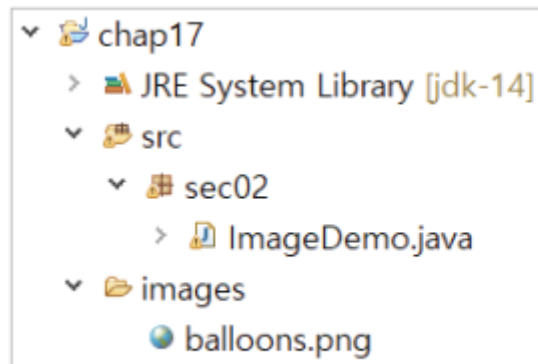 chap17
JRE System Library [jdk-14]
src
sec02
ImageDemo.java
images
balloons.png